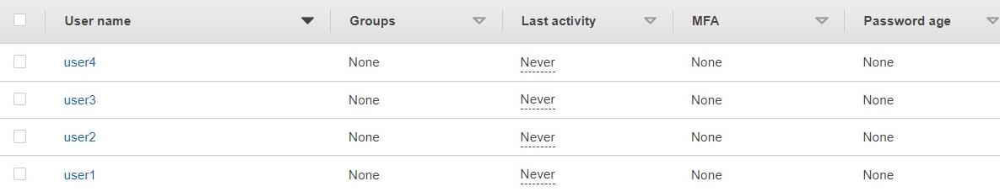 User name Groups Last activity MFA Password age
user4 None Never None None
user3 None Never None None
user2 None Never None None
user1 None Never None None